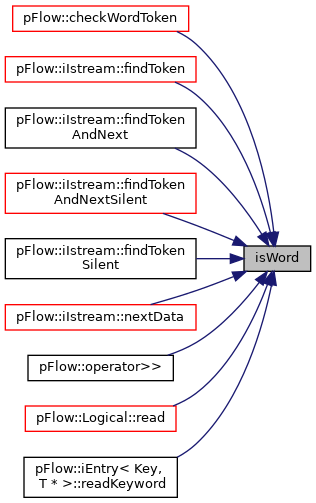 pFlow::checkWordToken
pFlow::iIstream::findToken
pFlow::iIstream::findToken
AndNext
pFlow::iIstream::findToken
AndNextSilent
pFlow::iIstream::findToken
Silent
isWord
pFlow::iIstream::nextData
pFlow::operator>>
pFlow::Logical::read
pFlow::iEntry< Key,
T * >::readKeyword